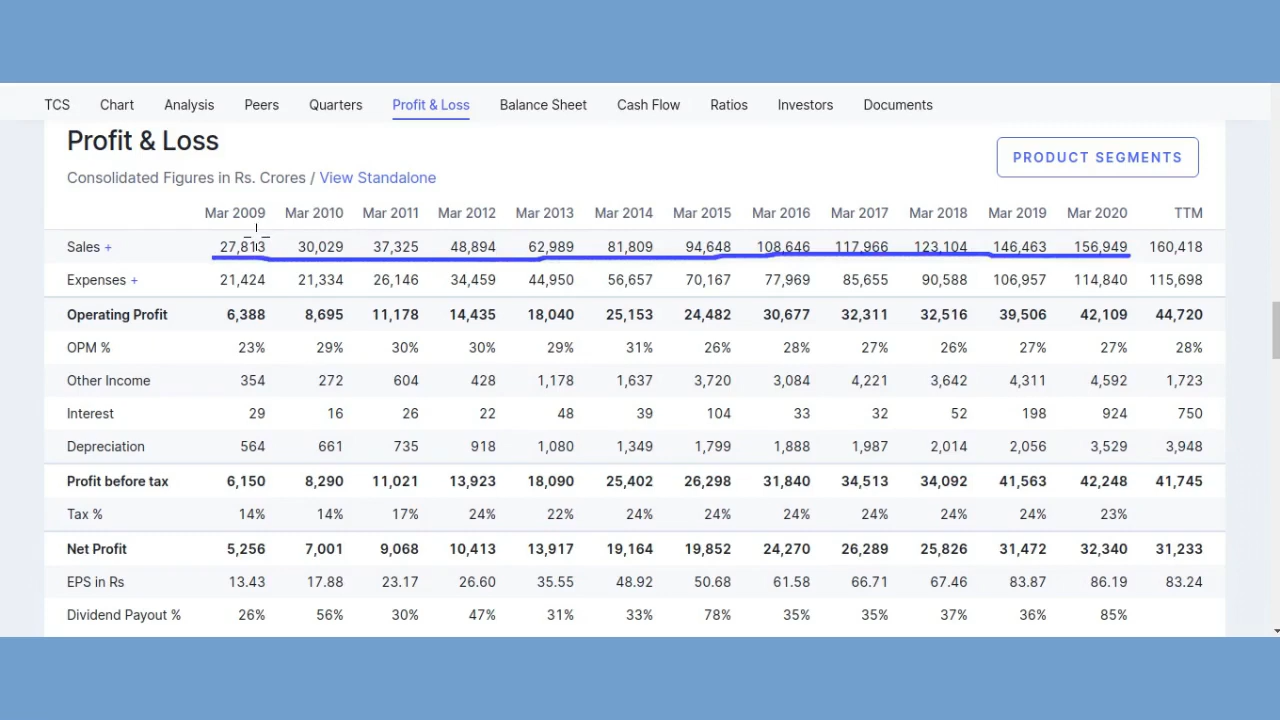 TCS Chart Analysis Peers Quarters Profit & Loss Balance Sheet Cash Flow Ratios Investors Documents
Profit & Loss
PRODUCT SEGMENTS
Consolidated Figures in Rs. Crores / View Standalone
Mar 2009 Mar 2010 Mar 2011 Mar 2012 Mar 2013 Mar 2014 Mar 2015 Mar 2016 Mar 2017 Mar 2018 Mar 2019 Mar 2020 TTM
Sales + 27,813 30,029 37,325 48,894 62,989 81,809 94,648 108,646 117,966 123,104 146,463 156,949 160,418
Expenses + 21,424 21,334 26,146 34,459 44,950 56,657 70,167 77,969 85,655 90,588 106,957 114,840 115,698
Operating Profit 6,388 8,695 11,178 14,435 18,040 25,153 24,482 30,677 32,311 32,516 39,506 42,109 44,720
OPM % 23% 29% 30% 30% 29% 31% 26% 28% 27% 26% 27% 27% 28%
Other Income 354 272 604 428 1,178 1,637 3,720 3,084 4,221 3,642 4,311 4,592 1,723
Interest 29 16 26 22 48 39 104 33 32 52 198 924 750
Depreciation 564 661 735 918 1,080 1,349 1,799 1,888 1,987 2,014 2,056 3,529 3,948
Profit before tax 6,150 8,290 11,021 13,923 18,090 25,402 26,298 31,840 34,513 34,092 41,563 42,248 41,745
Tax % 14% 14% 17% 24% 22% 24% 24% 24% 24% 24% 24% 23%
Net Profit 5,256 7,001 9,068 10,413 13,917 19,164 19,852 24,270 26,289 25,826 31,472 32,340 31,233
EPS in Rs 13.43 17.88 23.17 26.60 35.55 48.92 50.68 61.58 66.71 67.46 83.87 86.19 83.24
Dividend Payout % 26% 56% 30% 47% 31% 33% 78% 35% 35% 37% 36% 85%